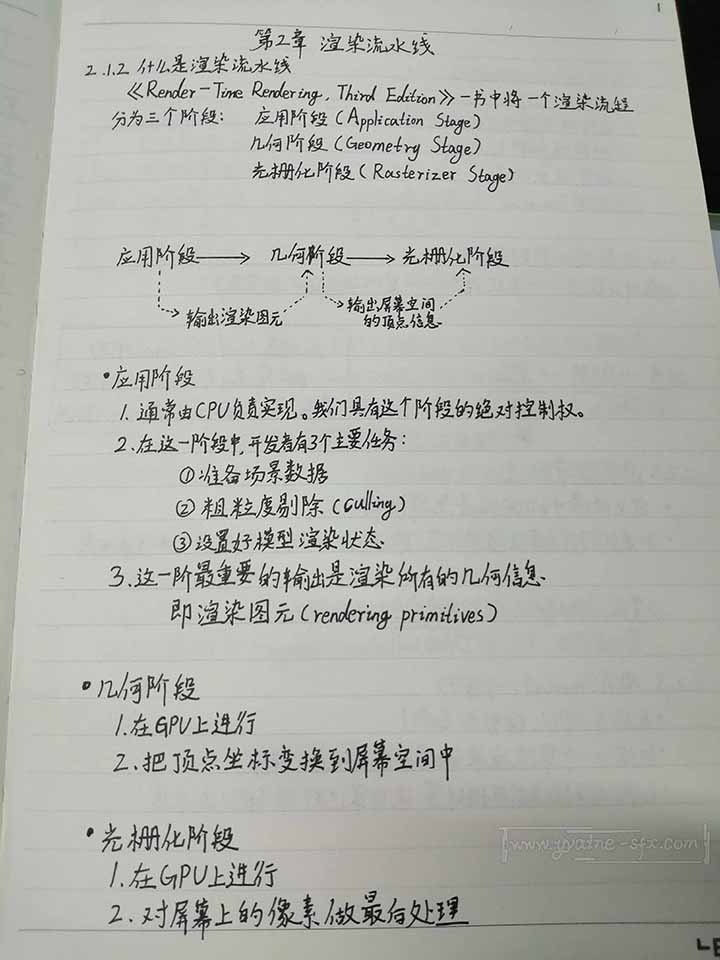 1
第2章 渲染流水线
2.1.2 什么是渲染流水线
《Render-Time Rendering, Third Edition》一书中将一个渲染流程
分为三个阶段： 应用阶段（Application Stage）
几何阶段（Geometry Stage）
光栅化阶段（Rasterizer Stage）
应用阶段 → 几何阶段 → 光栅化阶段
输出渲染图元
输出屏幕空间
的顶点信息
•应用阶段
1. 通常由CPU负责实现。我们具有这个阶段的绝对控制权。
2. 在这一阶段中,开发者有3个主要任务：
①准备场景数据
②粗粒度剔除（culling）
③设置好模型渲染状态
3. 这一阶最重要的输出是渲染所有的几何信息
即渲染图元（rendering primitives）
•几何阶段
1.在GPU上进行
2.把顶点坐标变换到屏幕空间中
•光栅化阶段
1.在GPU上进行
2.对屏幕上的像素做最后处理